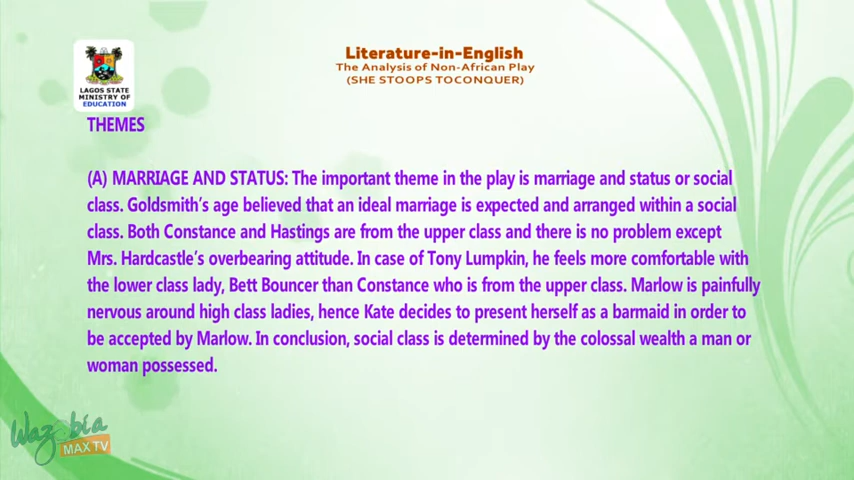 Literature-in-English
The Analysis of Non-African Play
(SHE STOOPS TOCONQUER)
LAGOS STATE
MINISTRY OF
EDUCATION
THEMES
(A) MARRIAGE AND STATUS: The important theme in the play is marriage and status or social
class. Goldsmith's age believed that an ideal marriage is expected and arranged within a social
class. Both Constance and Hastings are from the upper class and there is no problem except
Mrs. Hardcastle's overbearing attitude. In case of Tony Lumpkin, he feels more comfortable with
the lower class lady, Bett Bouncer than Constance who is from the upper class. Marlow is painfully
nervous around high class ladies, hence Kate decides to present herself as a barmaid in order to
be accepted by Marlow. In conclusion, social class is determined by the colossal wealth a man or
woman possessed.
Wazobia
MAX TV